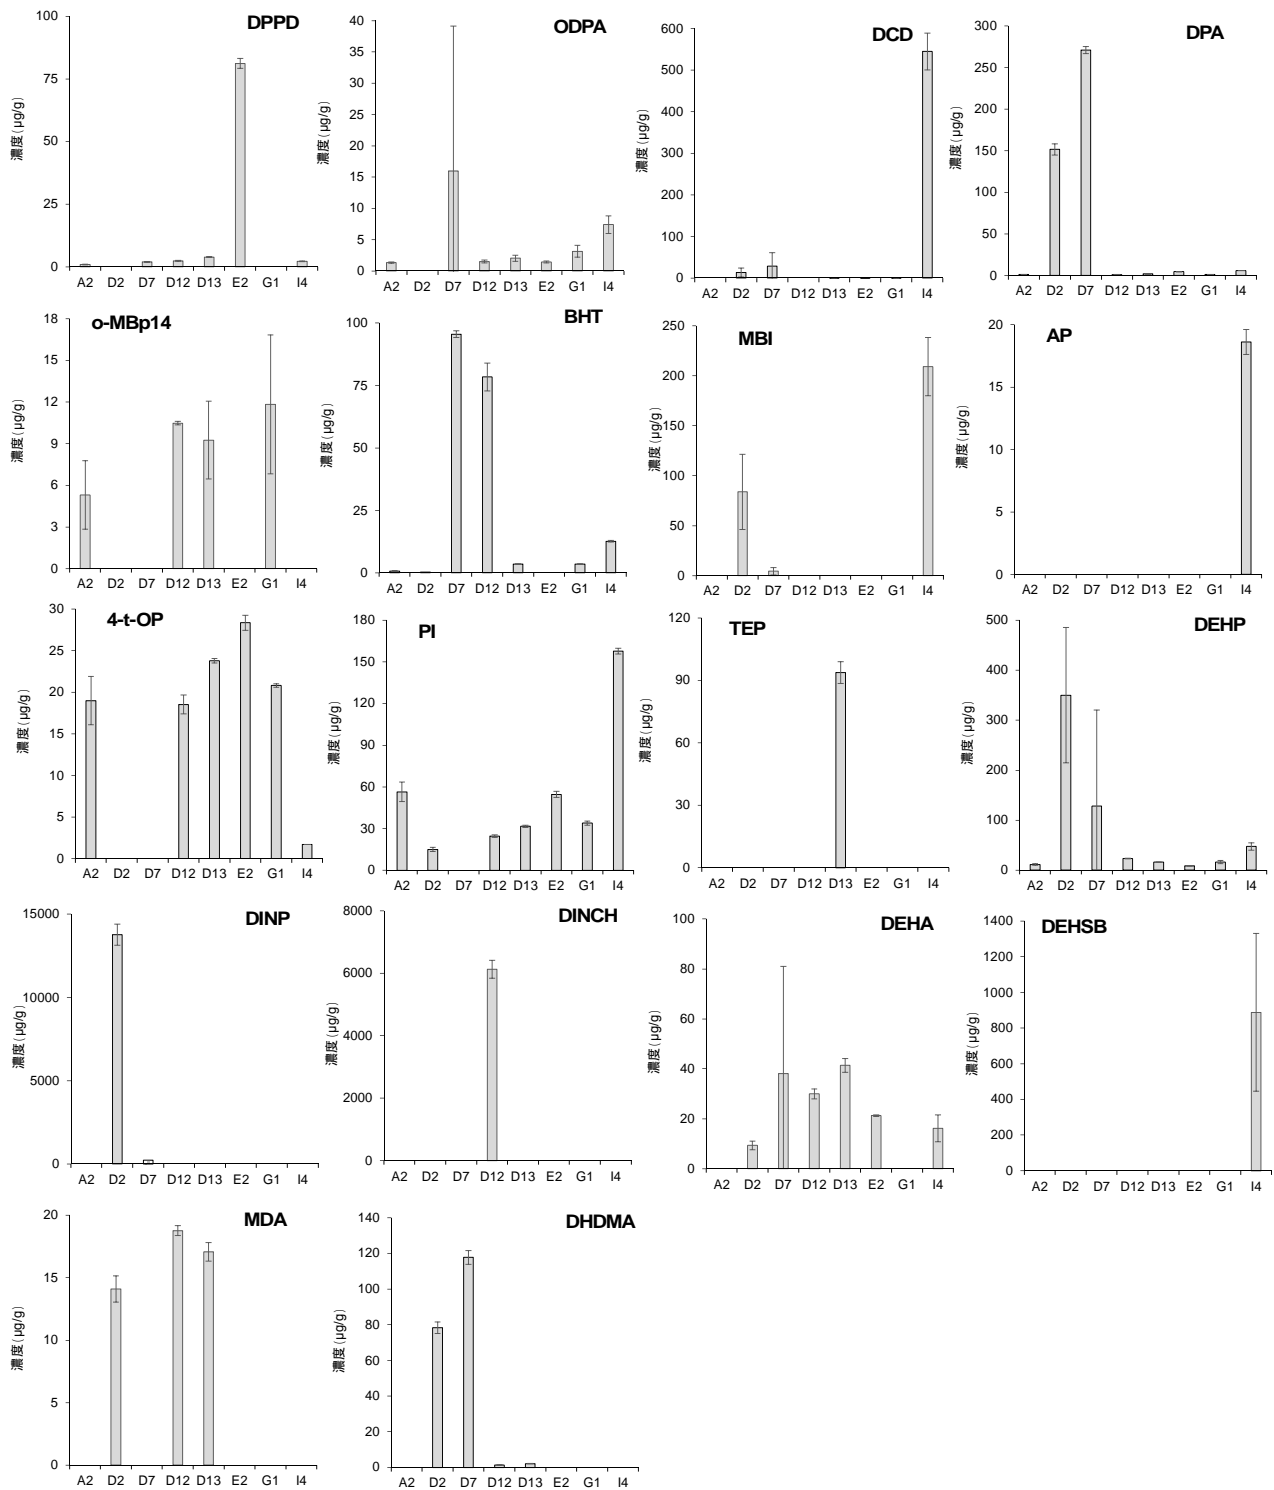 DPPD
濃度(µg/g)
100
75
50
25
0
A2 D2 D7 D12 D13 E2 G1 I4
ODPA
濃度(µg/g)
40
35
30
25
20
15
10
5
0
A2 D2 D7 D12 D13 E2 G1 I4
DCD
濃度(µg/g)
600
500
400
300
200
100
0
A2 D2 D7 D12 D13 E2 G1 I4
DPA
濃度(µg/g)
300
250
200
150
100
50
0
A2 D2 D7 D12 D13 E2 G1 I4
o-MBp14
濃度(µg/g)
18
15
12
9
6
3
0
A2 D2 D7 D12 D13 E2 G1 I4
BHT
濃度(µg/g)
100
75
50
25
0
A2 D2 D7 D12 D13 E2 G1 I4
MBI
濃度(µg/g)
250
200
150
100
50
0
A2 D2 D7 D12 D13 E2 G1 I4
AP
濃度(µg/g)
20
15
10
5
0
A2 D2 D7 D12 D13 E2 G1 I4
4-t-OP
濃度(µg/g)
30
25
20
15
10
5
0
A2 D2 D7 D12 D13 E2 G1 I4
PI
濃度(µg/g)
180
150
120
90
60
30
0
A2 D2 D7 D12 D13 E2 G1 I4
TEP
濃度(µg/g)
120
90
60
30
0
A2 D2 D7 D12 D13 E2 G1 I4
DEHP
濃度(µg/g)
500
400
300
200
100
0
A2 D2 D7 D12 D13 E2 G1 I4
DINP
濃度(µg/g)
15000
10000
5000
0
A2 D2 D7 D12 D13 E2 G1 I4
DINCH
濃度(µg/g)
8000
6000
4000
2000
0
A2 D2 D7 D12 D13 E2 G1 I4
DEHA
濃度(µg/g)
100
80
60
40
20
0
A2 D2 D7 D12 D13 E2 G1 I4
DEHSB
濃度(µg/g)
1400
1200
1000
800
600
400
200
0
A2 D2 D7 D12 D13 E2 G1 I4
MDA
濃度(µg/g)
20
15
10
5
0
A2 D2 D7 D12 D13 E2 G1 I4
DHDMA
濃度(µg/g)
140
120
100
80
60
40
20
0
A2 D2 D7 D12 D13 E2 G1 I4